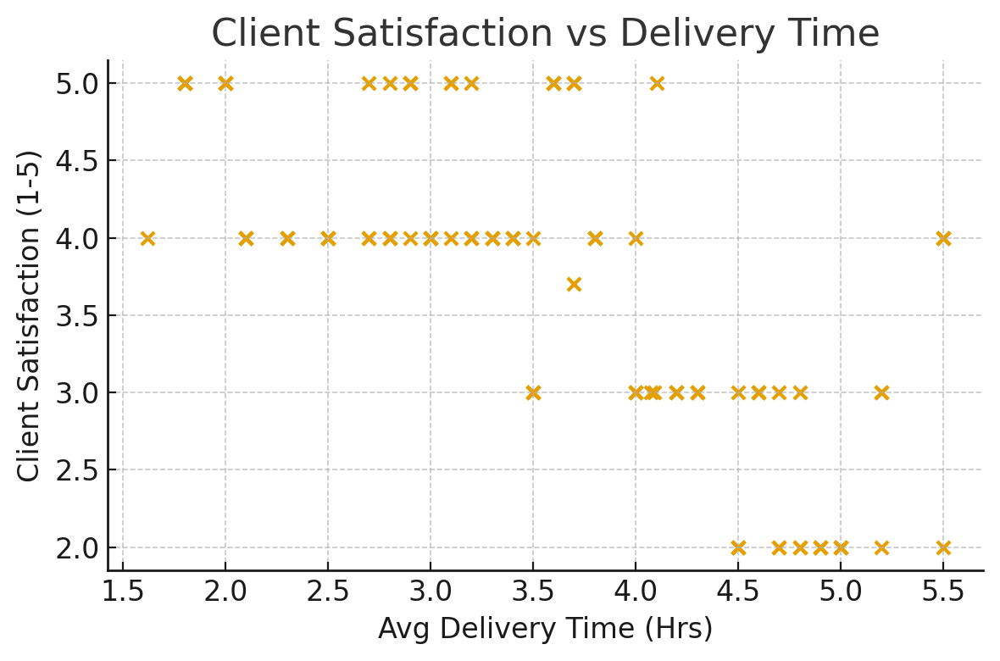 Client Satisfaction vs Delivery Time
Client Satisfaction (1-5)
5.0
4.5
4.0
3.5
3.0
2.5
2.0
1.5 2.0 2.5 3.0 3.5 4.0 4.5 5.0 5.5
Avg Delivery Time (Hrs)